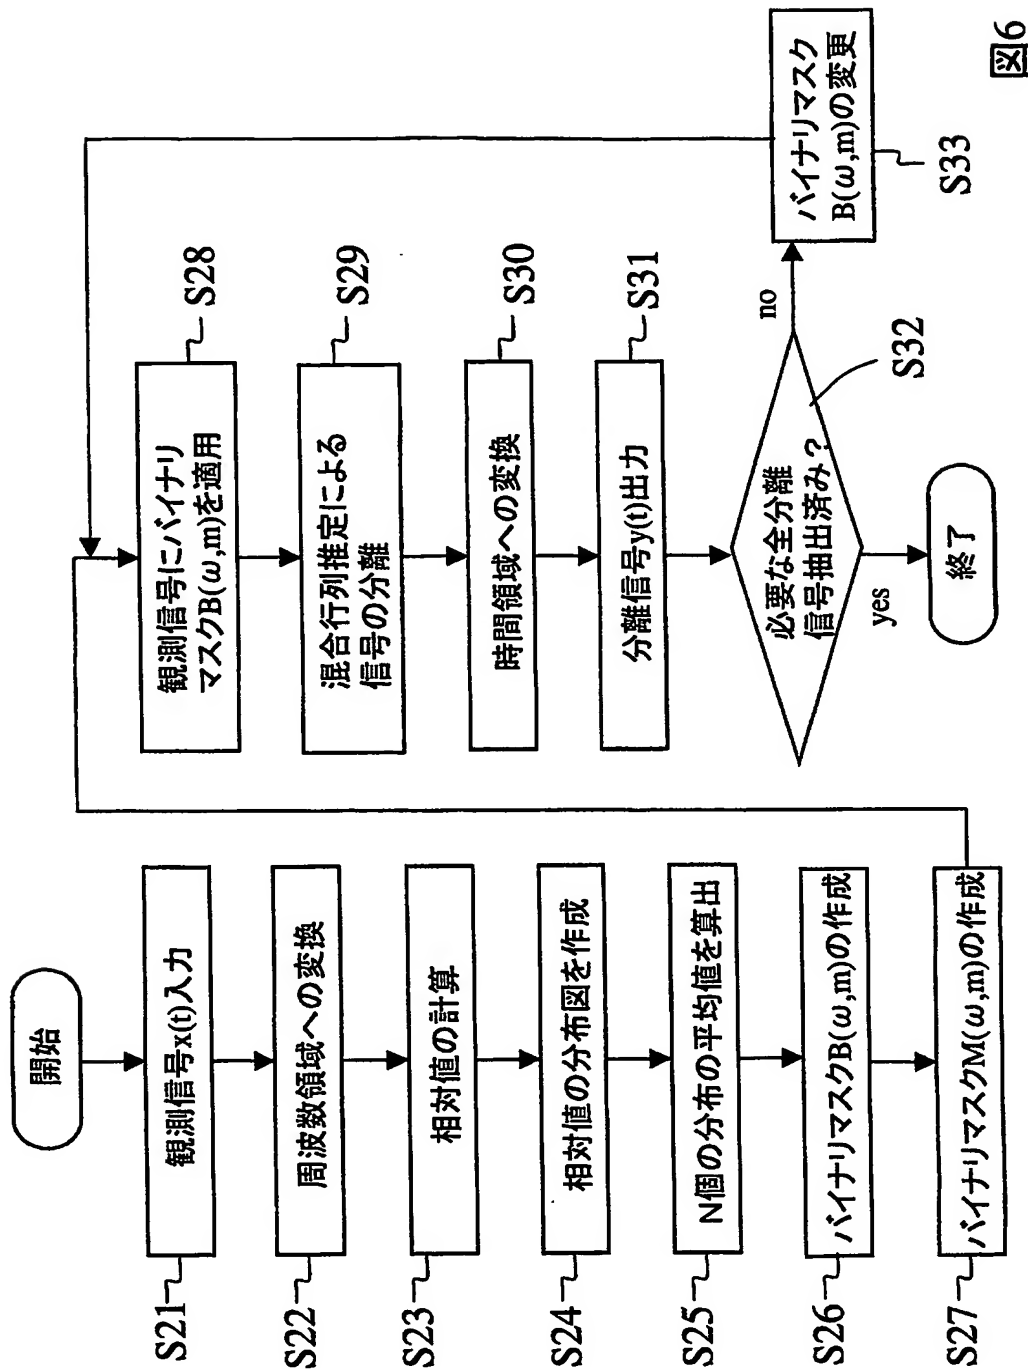 開始
S21
観測信号x(t)入力
S22
周波数領域への変換
S23
相対値の計算
S24
相対値の分布図を作成
S25
N個の分布の平均値を算出
S26
バイナリマスクB(ω,m)の作成
S27
バイナリマスクM(ω,m)の作成
観測信号にバイナリ
マスクB(ω,m)を適用
S28
混合行列推定による
信号の分離
S29
時間領域への変換
S30
分離信号y(t)出力
S31
必要な全分離
信号抽出済み?
S32
no
yes
バイナリマスク
B(ω,m)の変更
S33
終了
図6